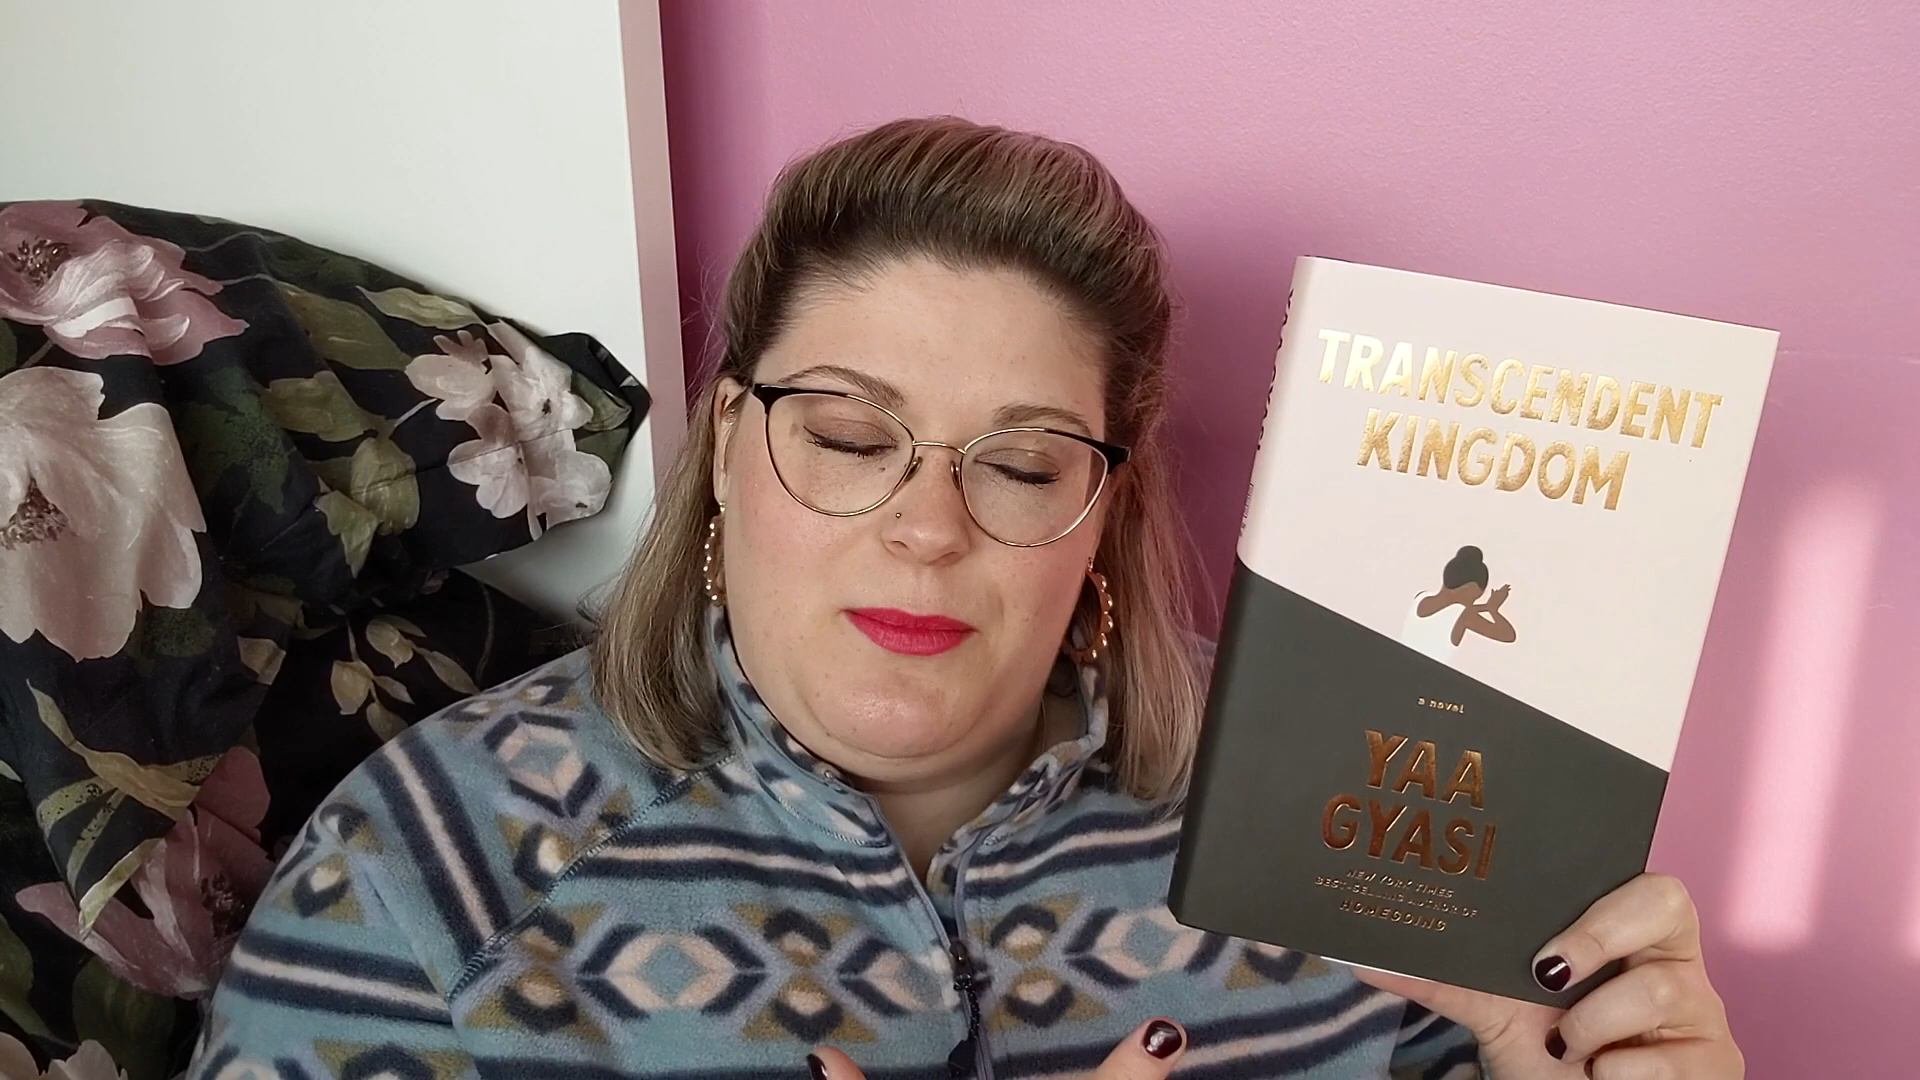 TRANSCENDENT
KINGDOM
a novel
YAA
GYASI
NEW YORK TIMES
BEST-SELLING AUTHOR OF
HOMEGOING